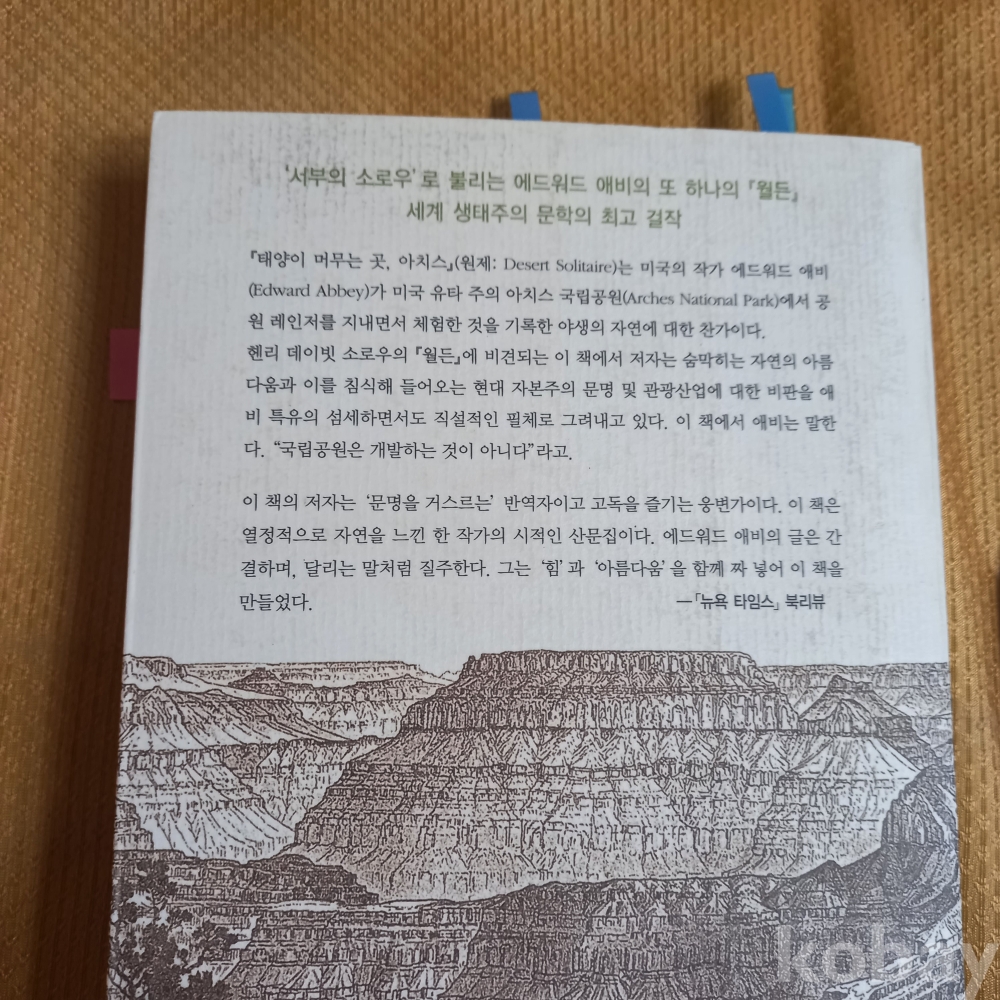 '서부의 소로우'로 불리는 에드워드 애비의 또 하나의 『월든』
세계 생태주의 문학의 최고 걸작
『태양이 머무는 곳, 아치스』(원제: Desert Solitaire)는 미국의 작가 에드워드 애비
(Edward Abbey)가 미국 유타 주의 아치스 국립공원(Arches National Park)에서 공
원 레인저를 지내면서 체험한 것을 기록한 야생의 자연에 대한 찬가이다.
헨리 데이빗 소로우의 『월든』에 비견되는 이 책에서 저자는 숨막히는 자연의 아름
다움과 이를 침식해 들어오는 현대 자본주의 문명 및 관광산업에 대한 비판을 애
비 특유의 섬세하면서도 직설적인 필체로 그려내고 있다. 이 책에서 애비는 말한
다. "국립공원은 개발하는 것이 아니다"라고.
이 책의 저자는 '문명을 거스르는' 반역자이고 고독을 즐기는 웅변가이다. 이 책은
열정적으로 자연을 느낀 한 작가의 시적인 산문집이다. 에드워드 애비의 글은 간
결하며, 달리는 말처럼 질주한다. 그는 '힘'과 '아름다움'을 함께 짜 넣어 이 책을
만들었다. ―「뉴욕 타임스」 북리뷰